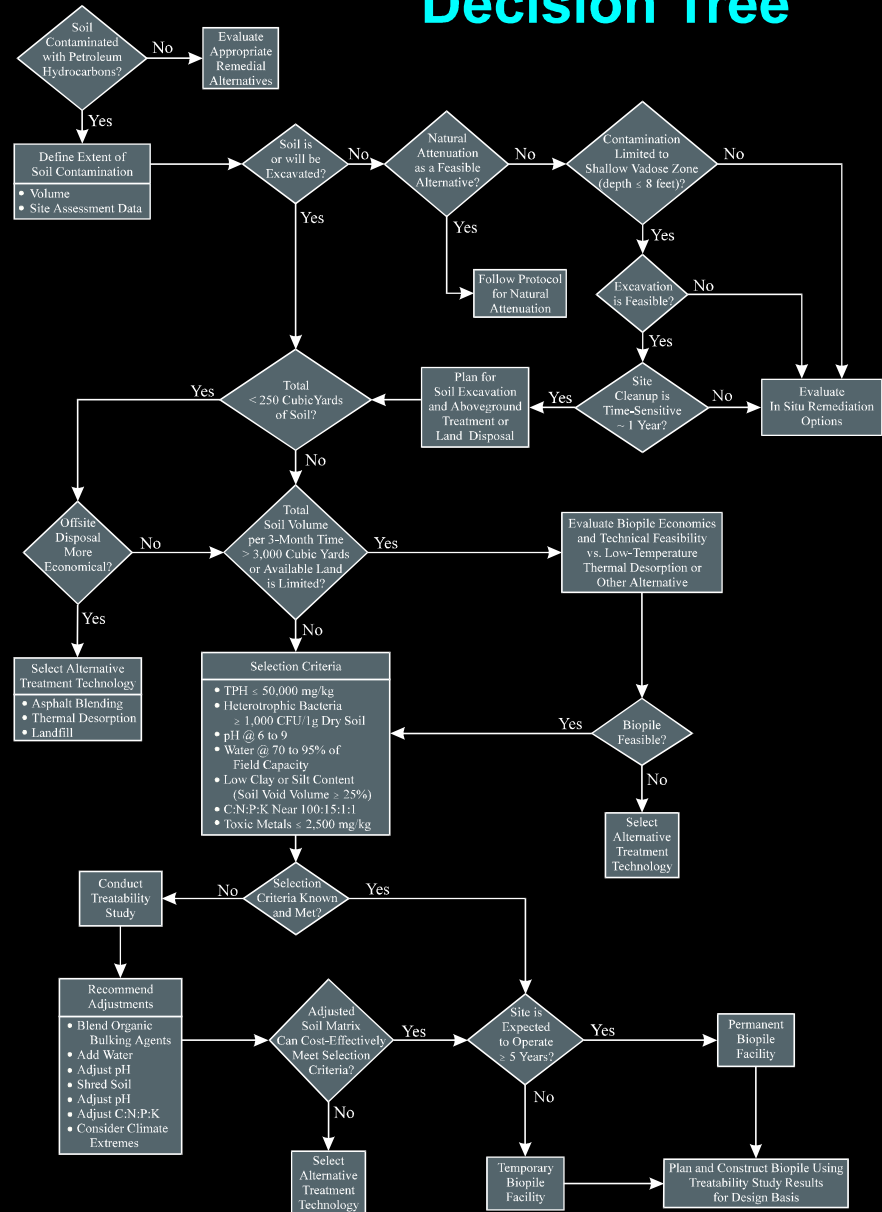 Decision Tree
Soil
Contaminated
with Petroleum
Hydrocarbons?
No
Evaluate
Appropriate
Remedial
Alternatives
Yes
Define Extent of
Soil Contamination
• Volume
• Site Assessment Data
Soil is
or will be
Excavated?
No
Natural
Attenuation
as a Feasible
Alternative?
No
Contamination
Limited to
Shallow Vadose Zone
(depth ≤ 8 feet)?
No
Yes
Yes
Yes
Follow Protocol
for Natural
Attenuation
Excavation
is Feasible?
No
Yes
Total
< 250 CubicYards
of Soil?
Yes
Plan for
Soil Excavation
and Aboveground
Treatment or
Land Disposal
Yes
Site
Cleanup is
Time-Sensitive
~ 1 Year?
No
Evaluate
In Situ Remediation
Options
No
Offsite
Disposal
More
Economical?
No
Total
Soil Volume
per 3-Month Time
> 3,000 Cubic Yards
or Available Land
is Limited?
Yes
Evaluate Biopile Economics
and Technical Feasibility
vs. Low-Temperature
Thermal Desorption or
Other Alternative
Yes
No
Select Alternative
Treatment Technology
• Asphalt Blending
• Thermal Desorption
• Landfill
Selection Criteria
• TPH ≤ 50,000 mg/kg
• Heterotrophic Bacteria
≥ 1,000 CFU/1g Dry Soil
• pH @ 6 to 9
• Water @ 70 to 95% of
Field Capacity
• Low Clay or Silt Content
(Soil Void Volume ≥ 25%)
• C:N:P:K Near 100:15:1:1
• Toxic Metals ≤ 2,500 mg/kg
Yes
Biopile
Feasible?
No
Select
Alternative
Treatment
Technology
Conduct
Treatability
Study
No
Selection
Criteria Known
and Met?
Yes
Recommend
Adjustments
• Blend Organic
Bulking Agents
• Add Water
• Adjust pH
• Shred Soil
• Adjust pH
• Adjust C:N:P:K
• Consider Climate
Extremes
Adjusted
Soil Matrix
Can Cost-Effectively
Meet Selection
Criteria?
Yes
Site is
Expected
to Operate
≥ 5 Years?
Yes
Permanent
Biopile
Facility
No
No
Select
Alternative
Treatment
Technology
Temporary
Biopile
Facility
Plan and Construct Biopile Using
Treatability Study Results
for Design Basis